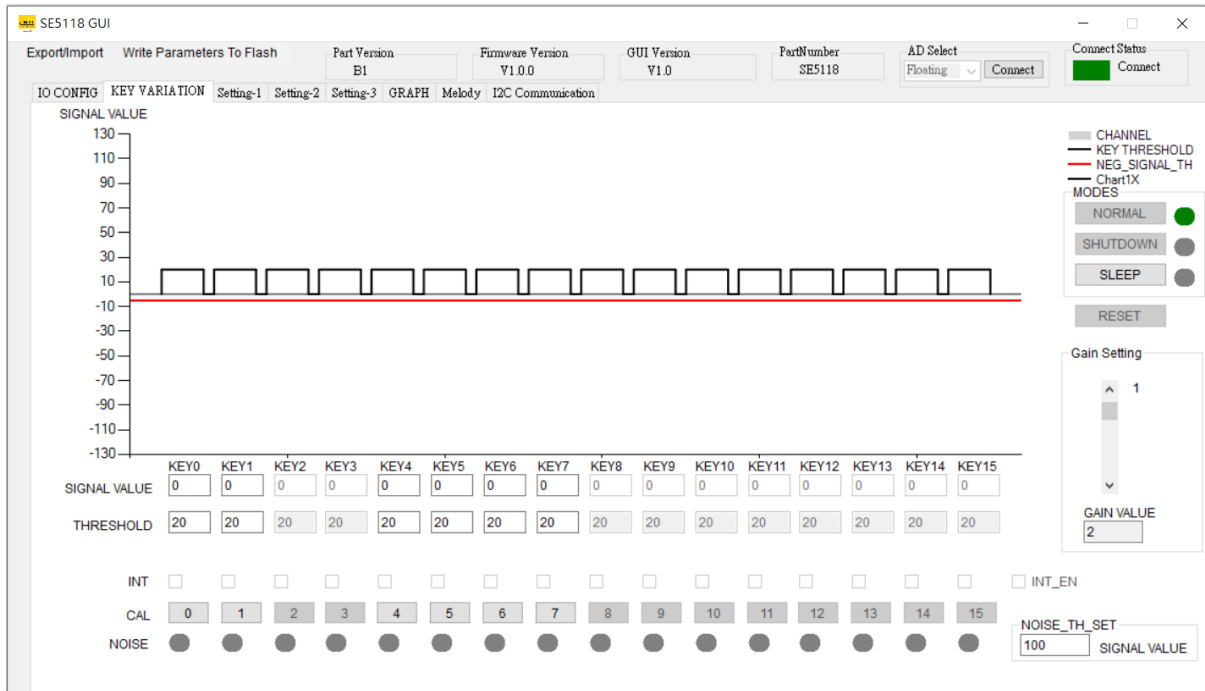 SE5118 GUI
Export/Import Write Parameters To Flash Part Version Firmware Version GUI Version PartNumber AD Select Connect Status
B1 V1.0.0 V1.0 SE5118 Floating Connect Connect
IO CONFIG KEY VARIATION Setting-1 Setting-2 Setting-3 GRAPH Melody I2C Communication
SIGNAL VALUE
130
110
90
70
50
30
10
-10
-30
-50
-70
-90
-110
-130
CHANNEL
KEY THRESHOLD
NEG_SIGNAL_TH
Chart1X
MODES
NORMAL
SHUTDOWN
SLEEP
RESET
Gain Setting
1
GAIN VALUE
2
KEY0 KEY1 KEY2 KEY3 KEY4 KEY5 KEY6 KEY7 KEY8 KEY9 KEY10 KEY11 KEY12 KEY13 KEY14 KEY15
SIGNAL VALUE 0 0 0 0 0 0 0 0 0 0 0 0 0 0 0 0
THRESHOLD 20 20 20 20 20 20 20 20 20 20 20 20 20 20 20 20
INT INT_EN
CAL 0 1 2 3 4 5 6 7 8 9 10 11 12 13 14 15
NOISE
NOISE_TH_SET
100 SIGNAL VALUE